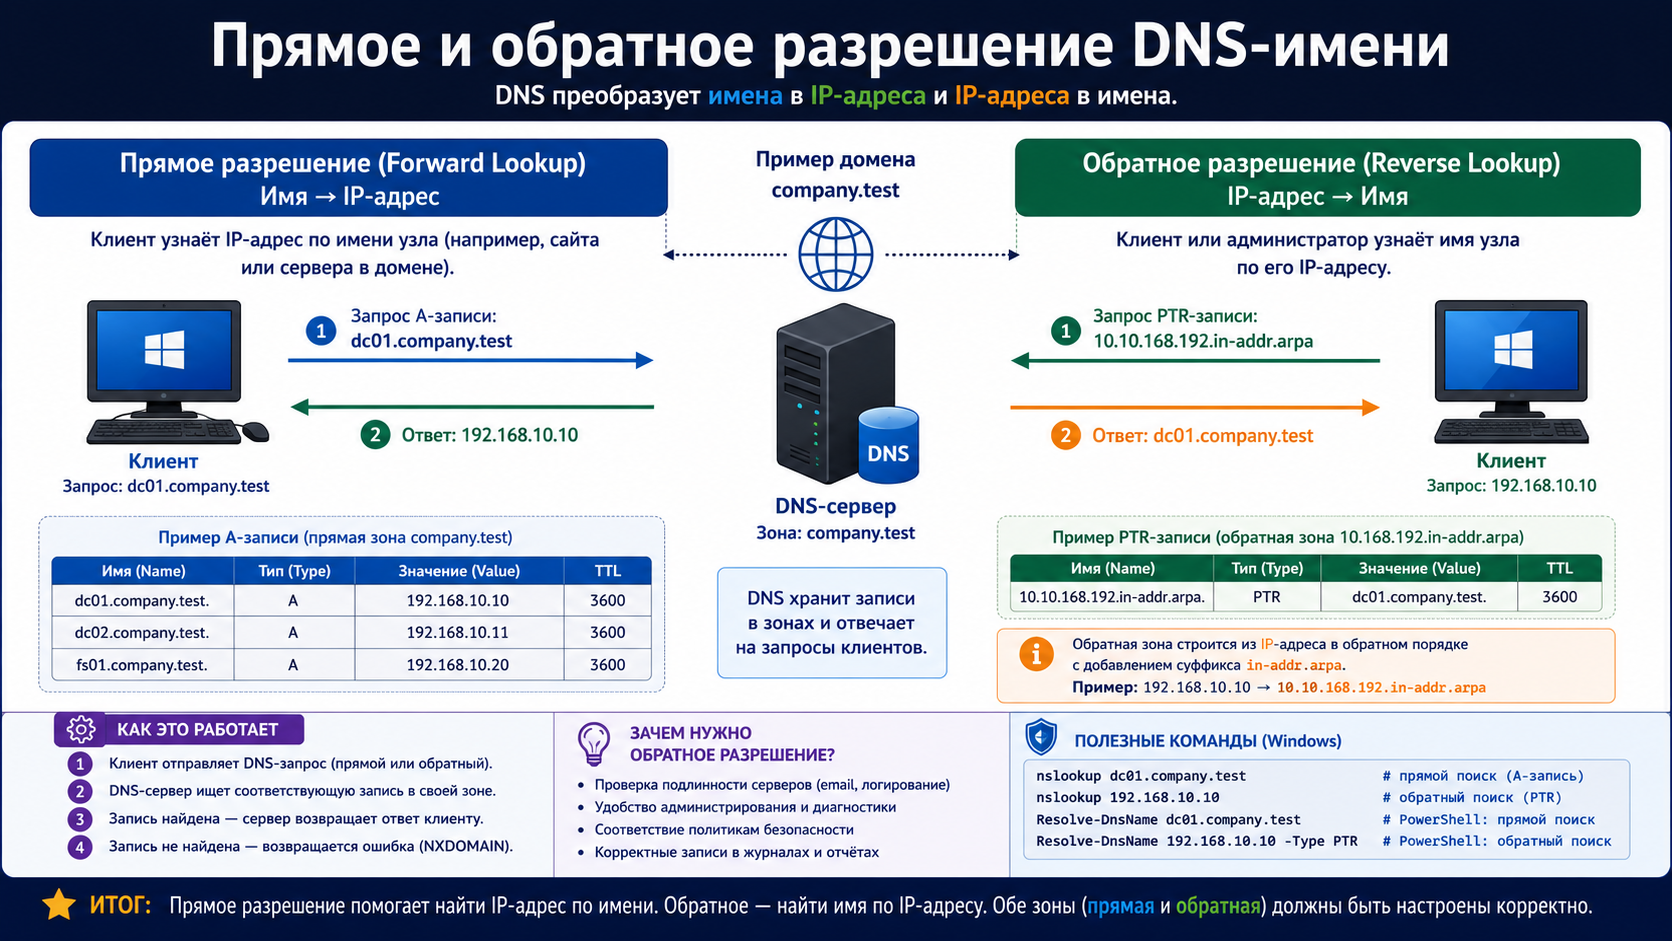 Прямое и обратное разрешение DNS-имени
DNS преобразует имена в IP-адреса и IP-адреса в имена.
Прямое разрешение (Forward Lookup)
Имя → IP-адрес
Клиент узнаёт IP-адрес по имени узла (например, сайта
или сервера в домене).
1 Запрос A-записи:
dc01.company.test
2 Ответ: 192.168.10.10
Клиент
Запрос: dc01.company.test
Пример домена
company.test
DNS
DNS-сервер
Зона: company.test
DNS хранит записи
в зонах и отвечает
на запросы клиентов.
Обратное разрешение (Reverse Lookup)
IP-адрес → Имя
Клиент или администратор узнаёт имя узла
по его IP-адресу.
1 Запрос PTR-записи:
10.10.168.192.in-addr.arpa
2 Ответ: dc01.company.test
Клиент
Запрос: 192.168.10.10
Пример A-записи (прямая зона company.test)
Имя (Name) Тип (Type) Значение (Value) TTL
dc01.company.test. A 192.168.10.10 3600
dc02.company.test. A 192.168.10.11 3600
fs01.company.test. A 192.168.10.20 3600
Пример PTR-записи (обратная зона 10.168.192.in-addr.arpa)
Имя (Name) Тип (Type) Значение (Value) TTL
10.10.168.192.in-addr.arpa. PTR dc01.company.test. 3600
i
Обратная зона строится из IP-адреса в обратном порядке
с добавлением суффикса in-addr.arpa.
Пример: 192.168.10.10 → 10.10.168.192.in-addr.arpa
КАК ЭТО РАБОТАЕТ
1 Клиент отправляет DNS-запрос (прямой или обратный).
2 DNS-сервер ищет соответствующую запись в своей зоне.
3 Запись найдена — сервер возвращает ответ клиенту.
4 Запись не найдена — возвращается ошибка (NXDOMAIN).
ЗАЧЕМ НУЖНО
ОБРАТНОЕ РАЗРЕШЕНИЕ?
• Проверка подлинности серверов (email, логирование)
• Удобство администрирования и диагностики
• Соответствие политикам безопасности
• Корректные записи в журналах и отчётах
ПОЛЕЗНЫЕ КОМАНДЫ (Windows)
nslookup dc01.company.test # прямой поиск (A-запись)
nslookup 192.168.10.10 # обратный поиск (PTR)
Resolve-DnsName dc01.company.test # PowerShell: прямой поиск
Resolve-DnsName 192.168.10.10 -Type PTR # PowerShell: обратный поиск
ИТОГ: Прямое разрешение помогает найти IP-адрес по имени. Обратное — найти имя по IP-адресу. Обе зоны (прямая и обратная) должны быть настроены корректно.